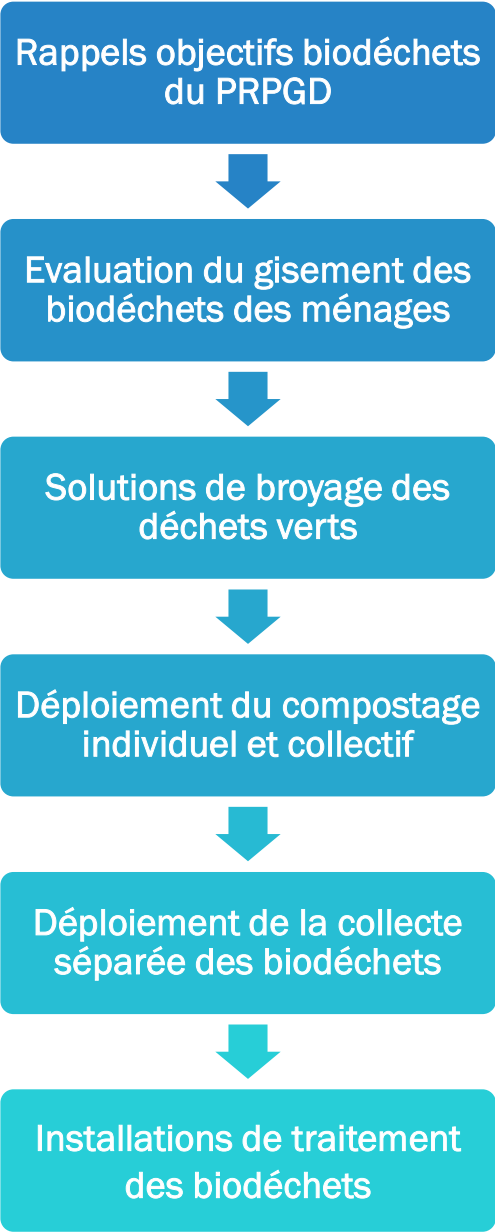 Rappels objectifs biodéchets
du PRPGD
Evaluation du gisement des
biodéchets des ménages
Solutions de broyage des
déchets verts
Déploiement du compostage
individuel et collectif
Déploiement de la collecte
séparée des biodéchets
Installations de traitement
des biodéchets